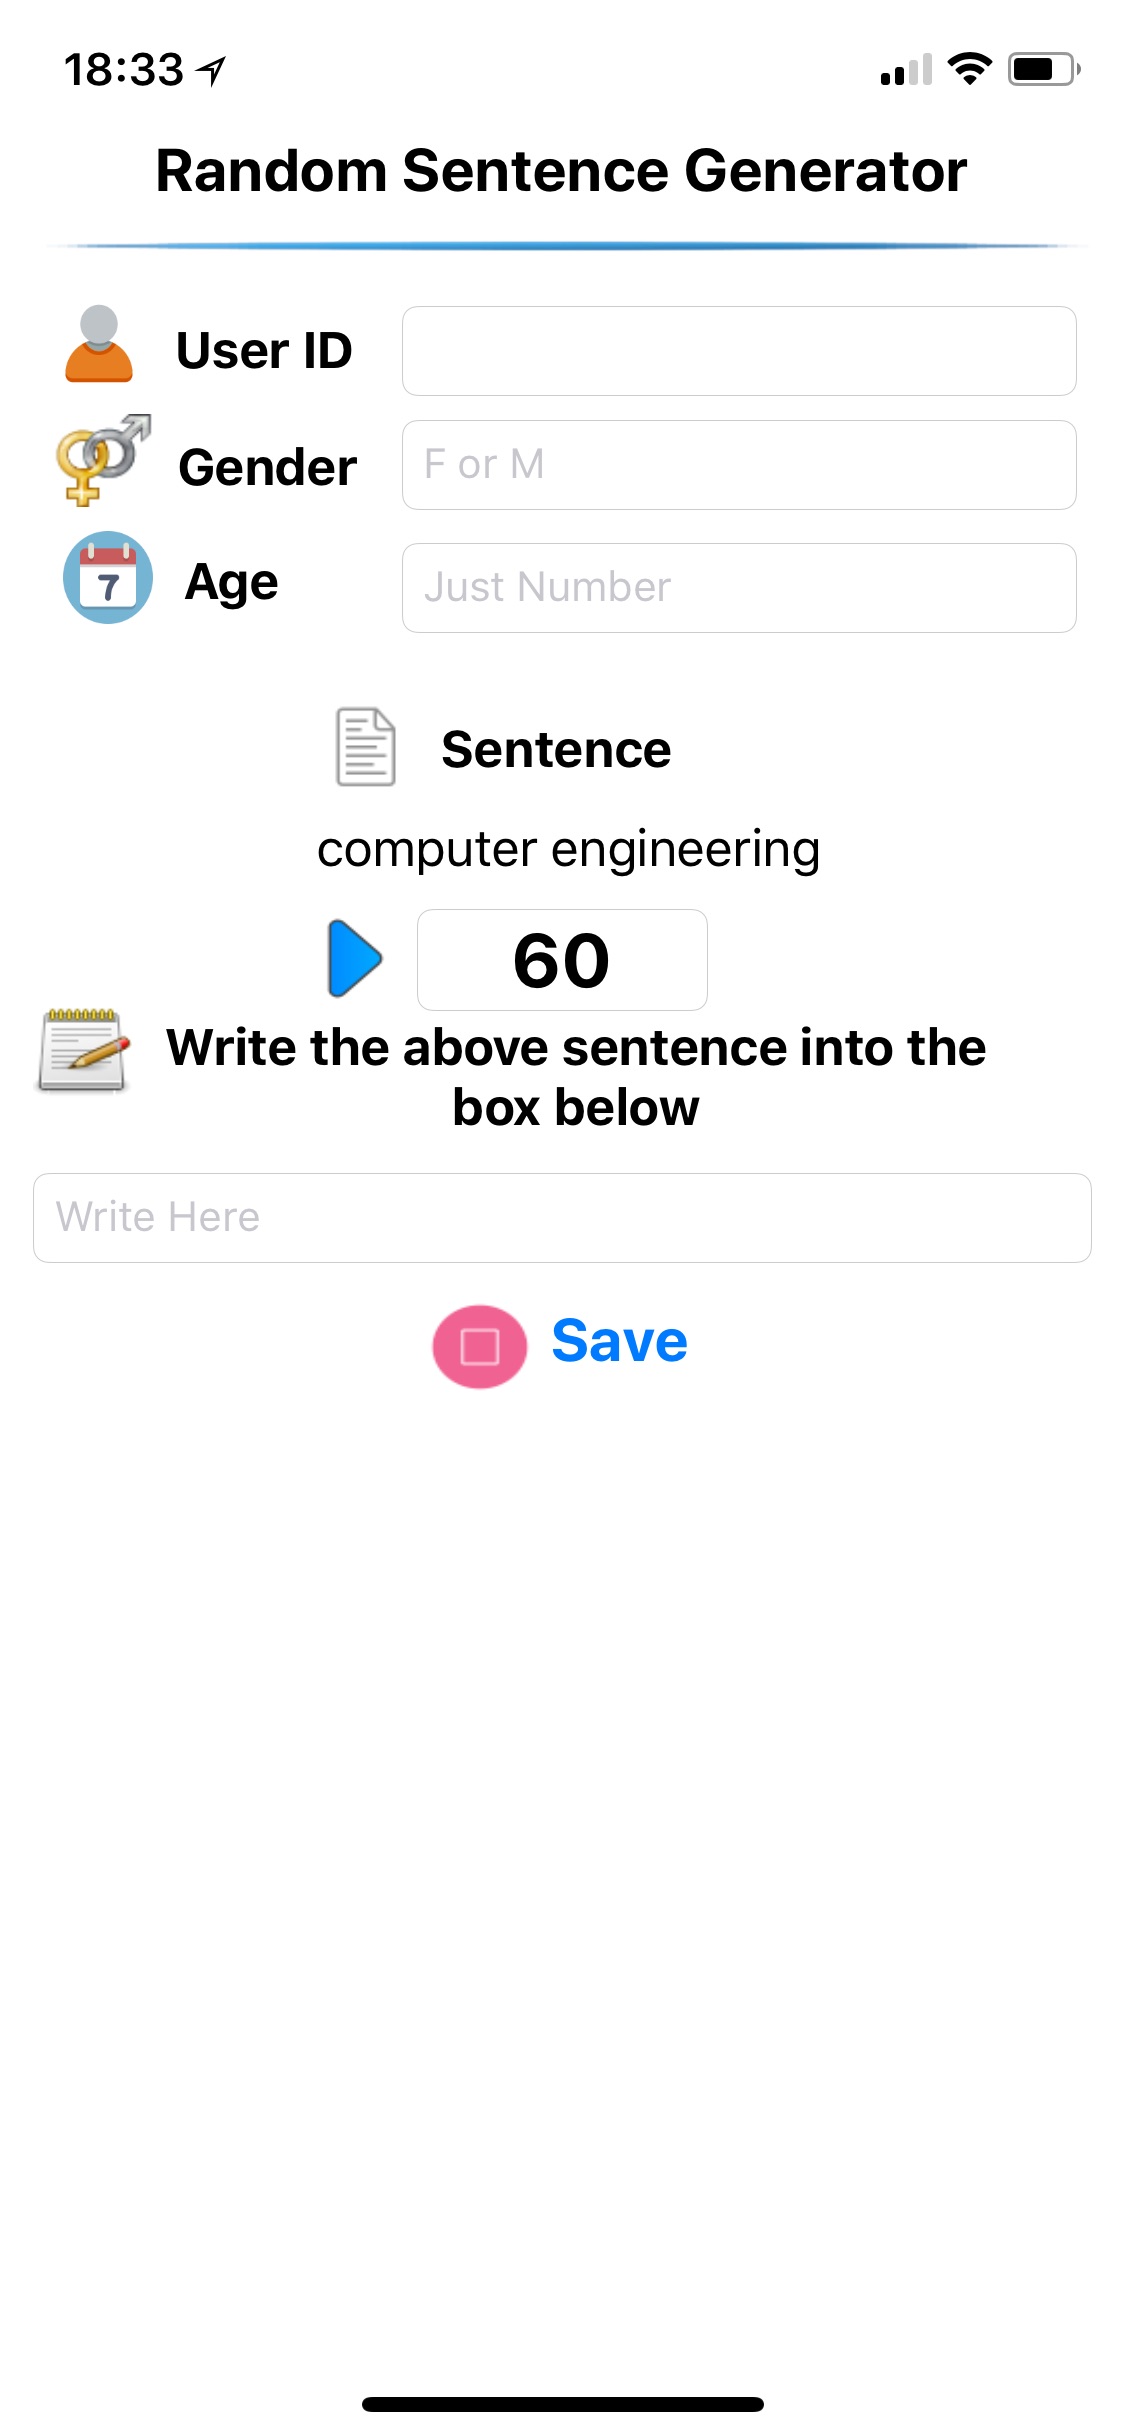 18:33
Random Sentence Generator
User ID
Gender
F or M
7
Age
Just Number
Sentence
computer engineering
60
Write the above sentence into the
box below
Write Here
Save